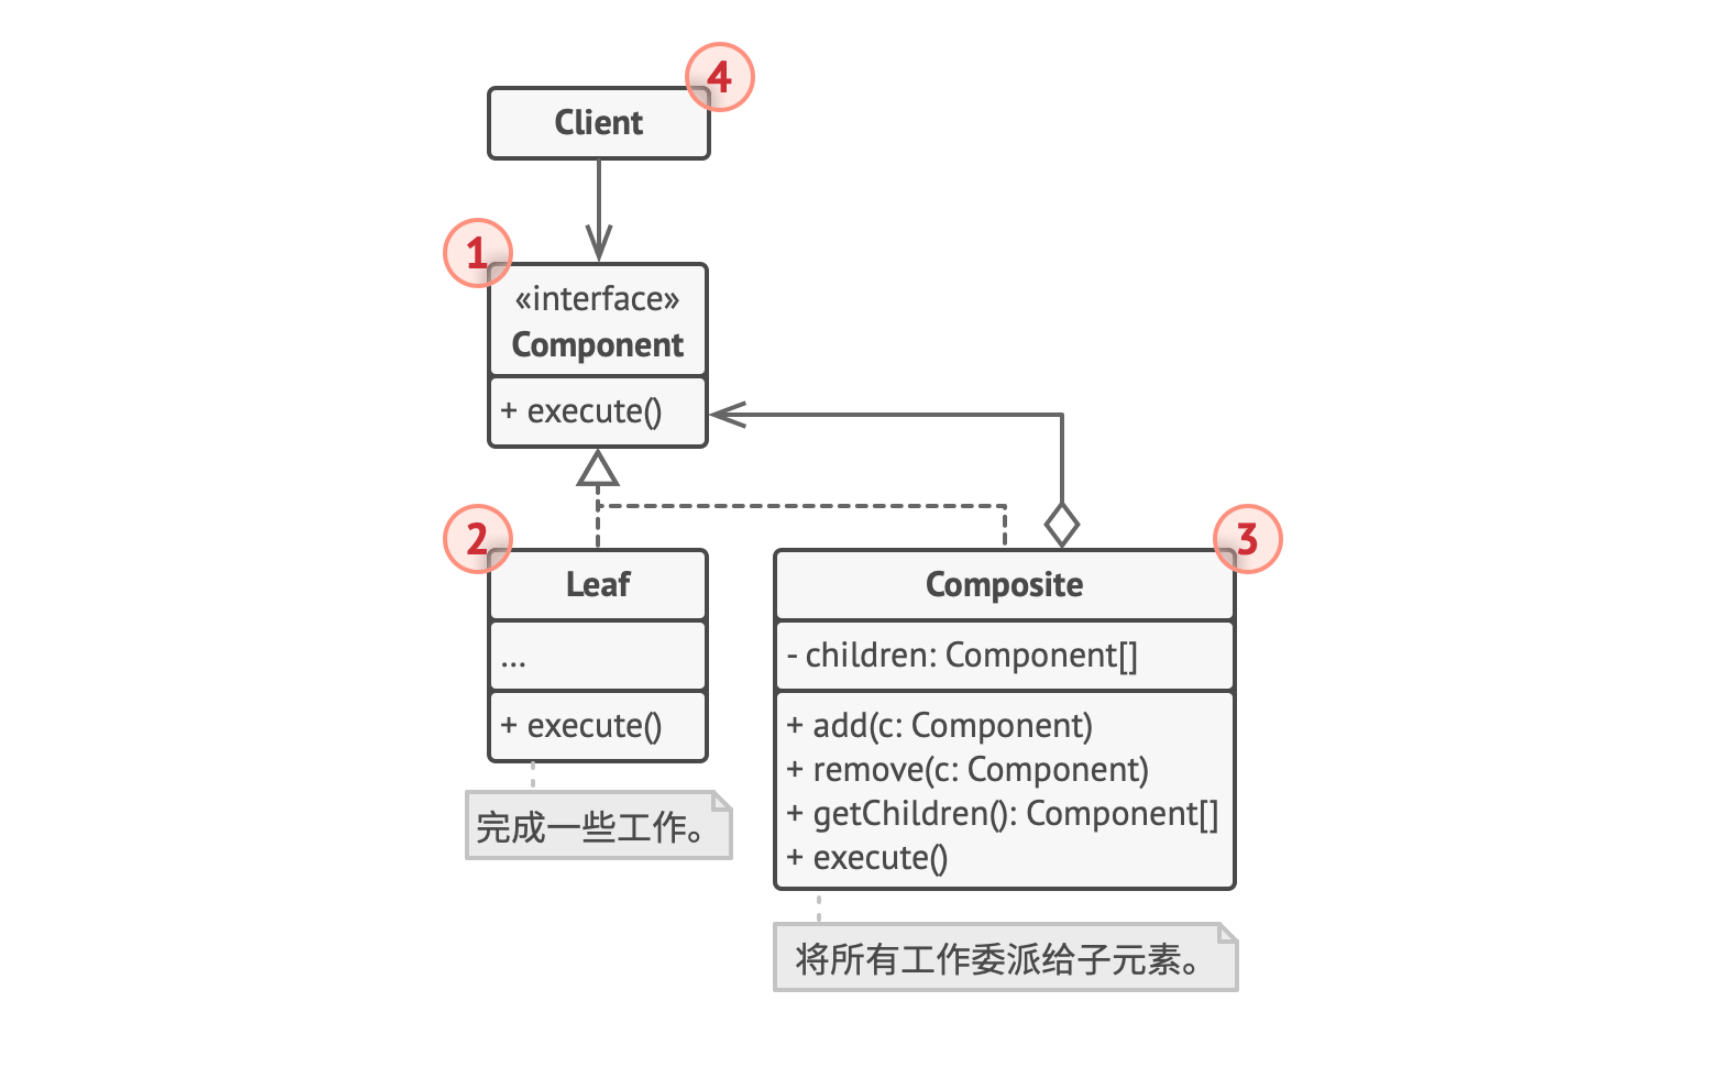 4
Client
1
«interface»
Component
+ execute()
2
Leaf
...
+ execute()
完成一些工作。
3
Composite
- children: Component[]
+ add(c: Component)
+ remove(c: Component)
+ getChildren(): Component[]
+ execute()
将所有工作委派给子元素。